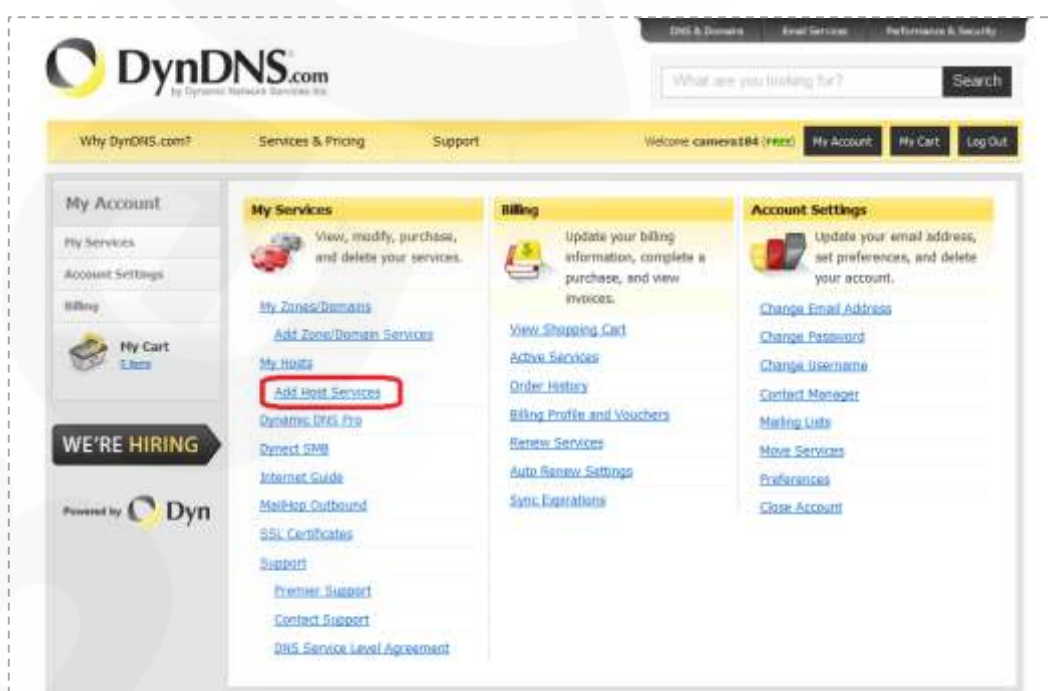 DNS & Domains
Email Services
Performance & Security
DynDNS.com
by Dynamic Network Services Inc.
What are you looking for?
Search
Why DynDNS.com?
Services & Pricing
Support
Welcome camera184 (FREE)
My Account
My Cart
Log Out
My Account
My Services
Account Settings
Billing
My Cart
5 items
WE'RE HIRING
Powered by Dyn
My Services
View, modify, purchase,
and delete your services.
My Zones/Domains
Add Zone/Domain Services
My Hosts
Add Host Services
Dynamic DNS Pro
Dynect SMB
Internet Guide
MailHop Outbound
SSL Certificates
Support
Premier Support
Contact Support
DNS Service Level Agreement
Billing
Update your billing
information, complete a
purchase, and view
invoices.
View Shopping Cart
Active Services
Order History
Billing Profile and Vouchers
Renew Services
Auto Renew Settings
Sync Expirations
Account Settings
Update your email address,
set preferences, and delete
your account.
Change Email Address
Change Password
Change Username
Contact Manager
Mailing Lists
Move Services
Preferences
Close Account